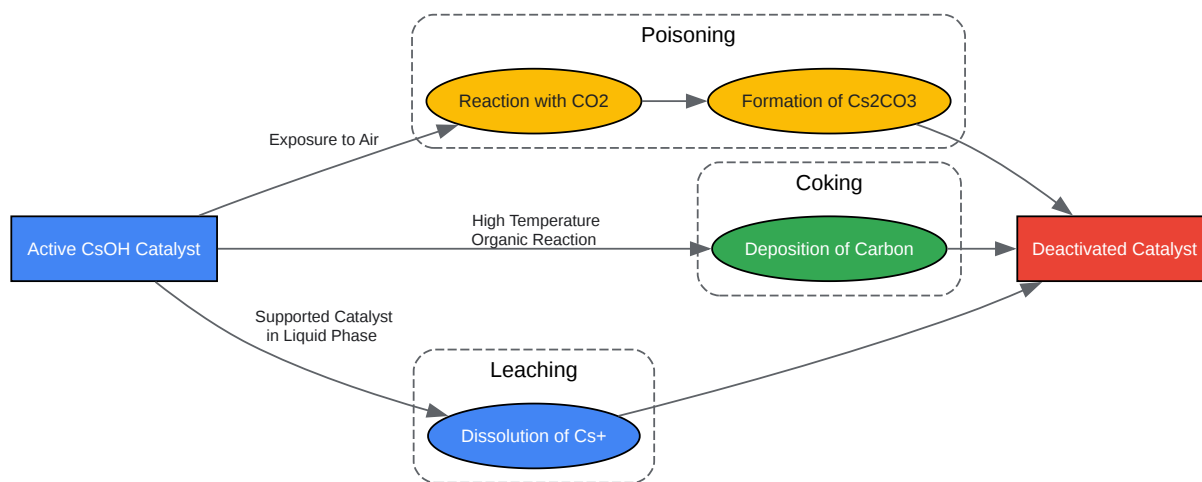 Poisoning
Reaction with CO2
Formation of Cs2CO3
Exposure to Air
Coking
High Temperature
Organic Reaction
Active CsOH Catalyst
Deposition of Carbon
Deactivated Catalyst
Supported Catalyst
in Liquid Phase
Leaching
Dissolution of Cs+